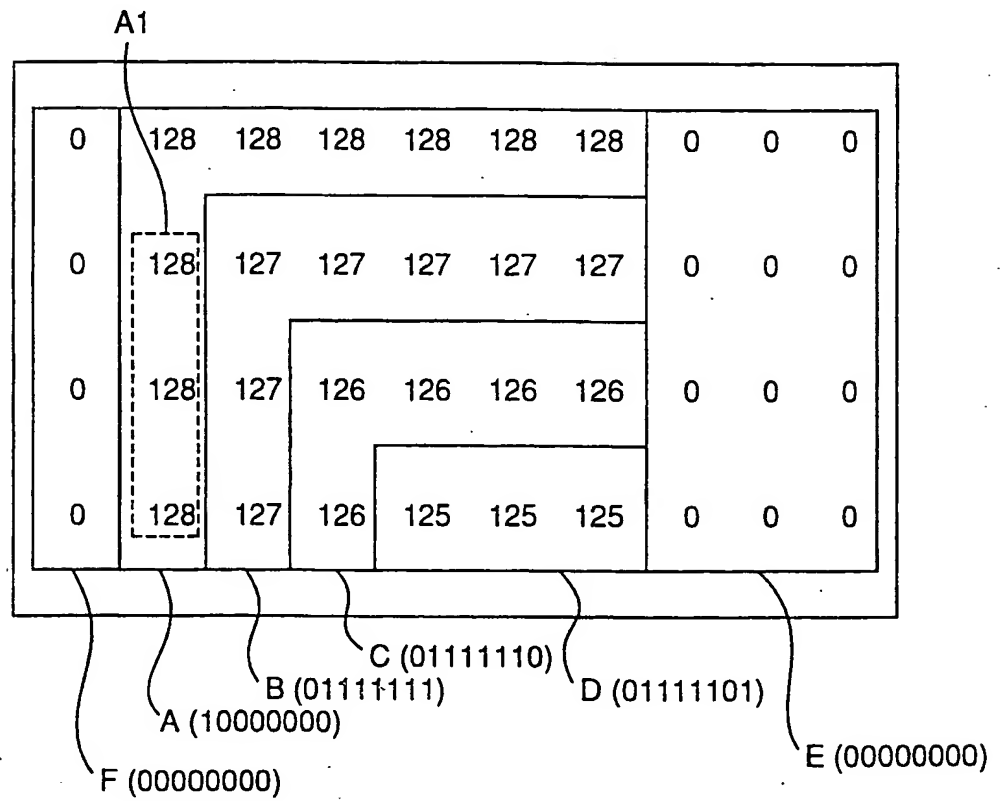 A1
0 128 128 128 128 128 128 0 0 0
0 128 127 127 127 127 127 0 0 0
0 128 127 126 126 126 126 0 0 0
0 128 127 126 125 125 125 0 0 0
C (01111110)
B (01111111)
D (01111101)
A (10000000)
E (00000000)
F (00000000)